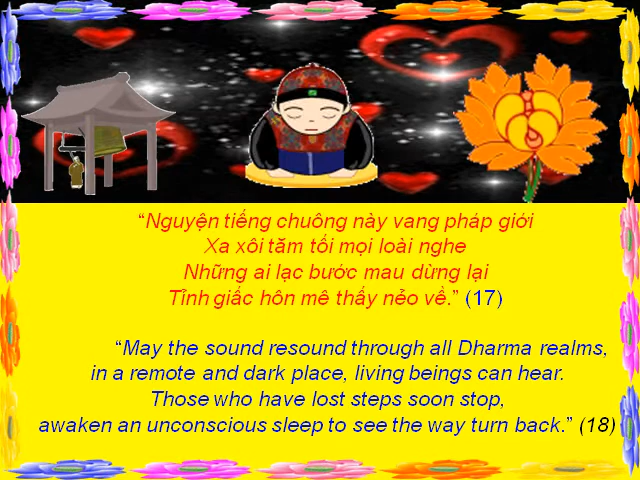 “Nguyện tiếng chuông này vang pháp giới
Xa xôi tăm tối mọi loài nghe
Những ai lạc bước mau dừng lại
Tỉnh giấc hôn mê thấy nẻo về.” (17)
“May the sound resound through all Dharma realms,
in a remote and dark place, living beings can hear.
Those who have lost steps soon stop,
awaken an unconscious sleep to see the way turn back.” (18)